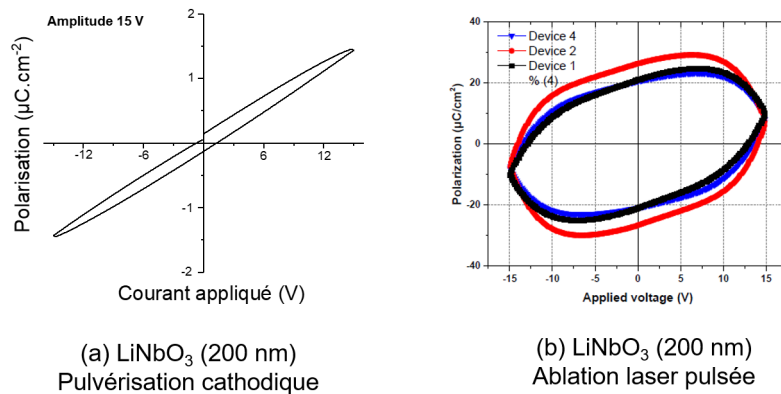 Amplitude 15 V
Polarisation (µC.cm-2)
2
1
-12
-6
6
12
-1
-2
Courant appliqué (V)
(a) LiNbO3 (200 nm)
Pulvérisation cathodique
Device 4
Device 2
Device 1
% (4)
Polarization (µC/cm²)
40
20
0
-20
-40
-15
-10
-5
0
5
10
15
Applied voltage (V)
(b) LiNbO3 (200 nm)
Ablation laser pulsée